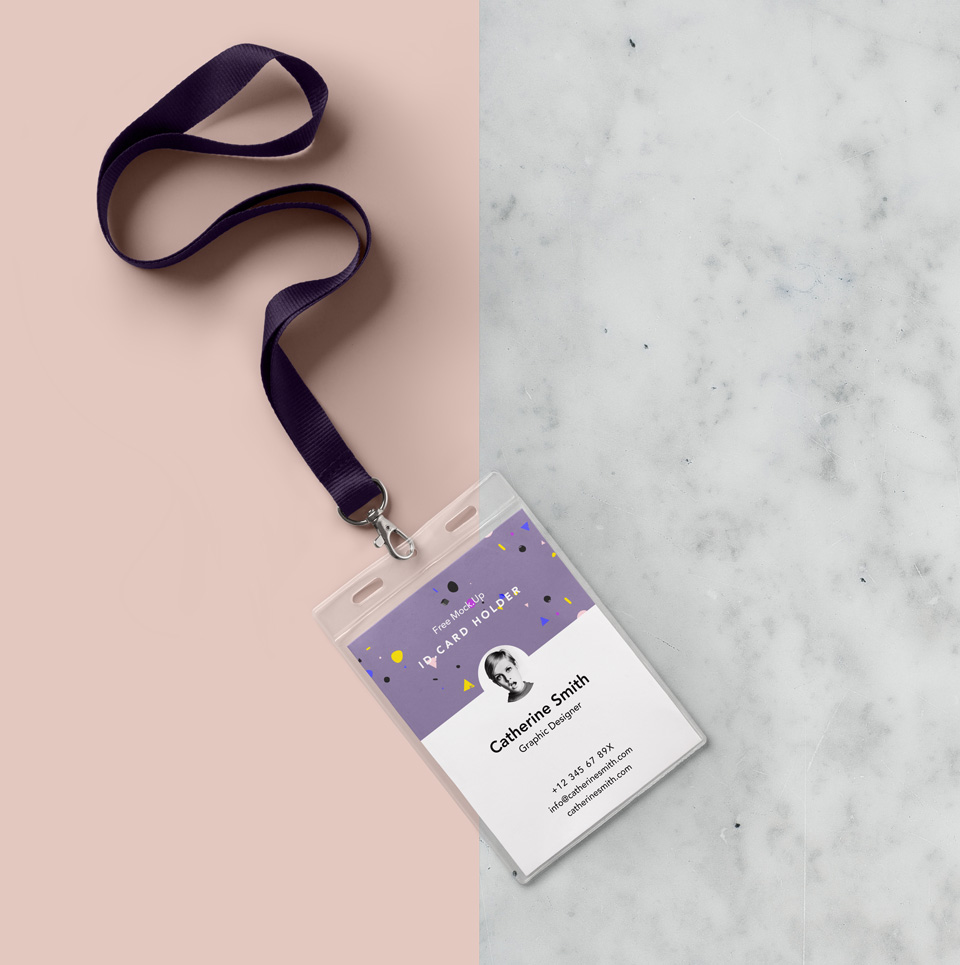 Free Mock Up
ID CARD HOLDER
Catherine Smith
Graphic Designer
+12 345 67 89X
info@catherinesmith.com
catherinesmith.com